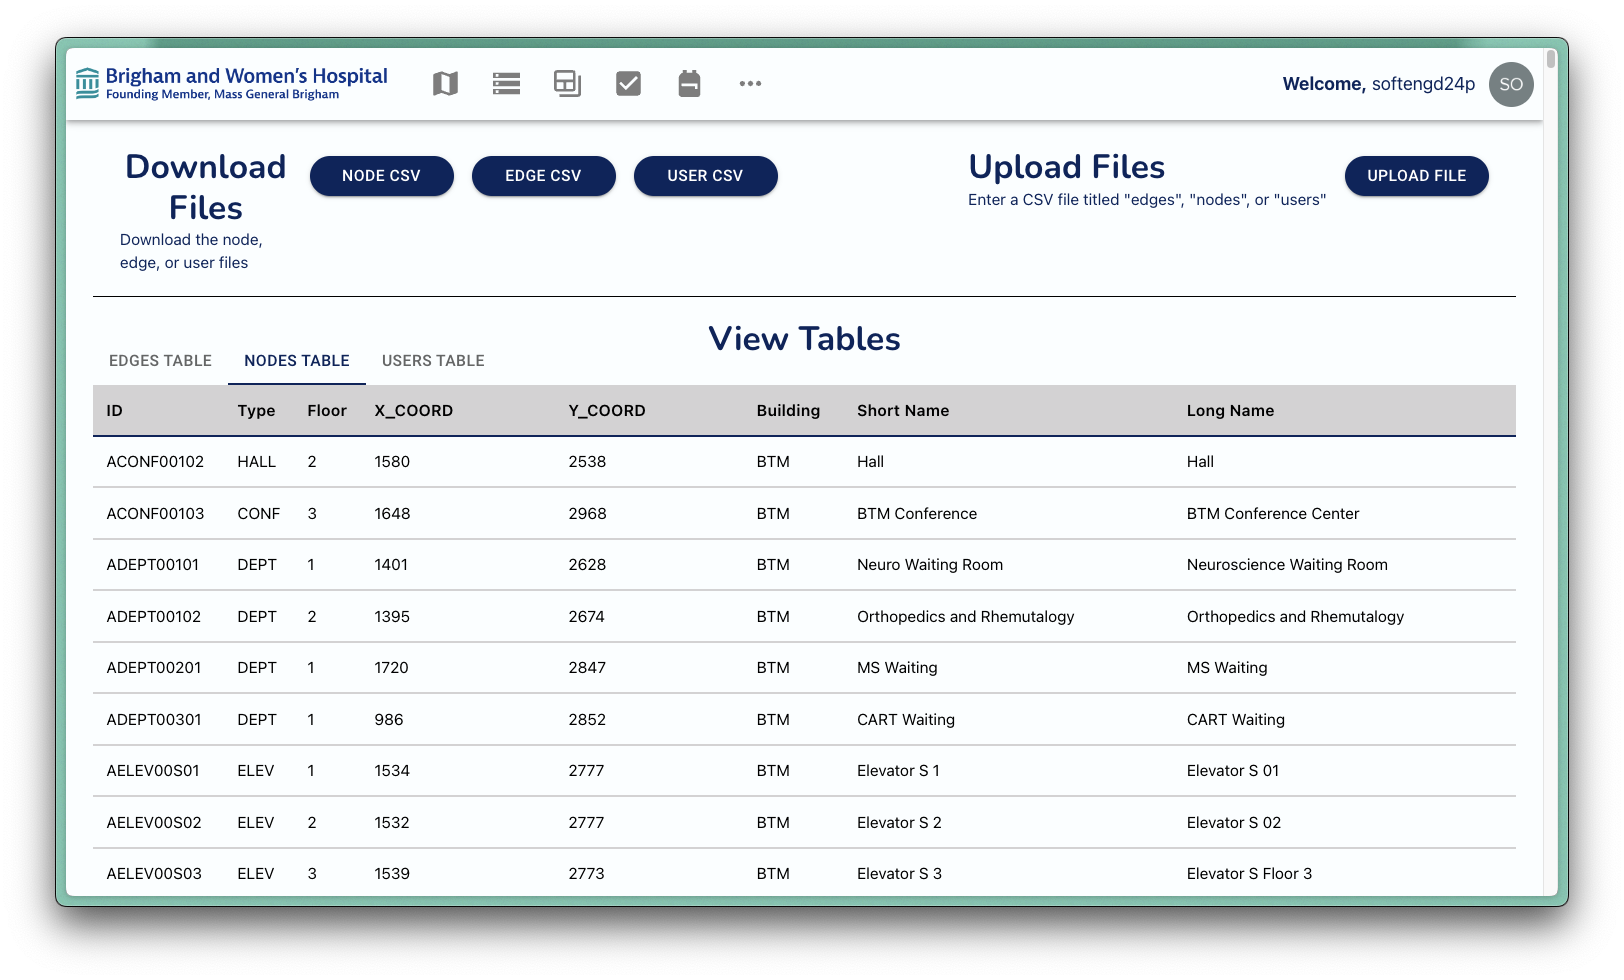 Brigham and Women's Hospital
Founding Member, Mass General Brigham
Welcome, softengd24p
SO
Download
Files
Download the node,
edge, or user files
NODE CSV
EDGE CSV
USER CSV
Upload Files
Enter a CSV file titled "edges", "nodes", or "users"
UPLOAD FILE
View Tables
EDGES TABLE NODES TABLE USERS TABLE
ID Type Floor X_COORD Y_COORD Building Short Name Long Name
ACONF00102 HALL 2 1580 2538 BTM Hall Hall
ACONF00103 CONF 3 1648 2968 BTM BTM Conference BTM Conference Center
ADEPT00101 DEPT 1 1401 2628 BTM Neuro Waiting Room Neuroscience Waiting Room
ADEPT00102 DEPT 2 1395 2674 BTM Orthopedics and Rhemutalogy Orthopedics and Rhemutalogy
ADEPT00201 DEPT 1 1720 2847 BTM MS Waiting MS Waiting
ADEPT00301 DEPT 1 986 2852 BTM CART Waiting CART Waiting
AELEV00S01 ELEV 1 1534 2777 BTM Elevator S 1 Elevator S 01
AELEV00S02 ELEV 2 1532 2777 BTM Elevator S 2 Elevator S 02
AELEV00S03 ELEV 3 1539 2773 BTM Elevator S 3 Elevator S Floor 3